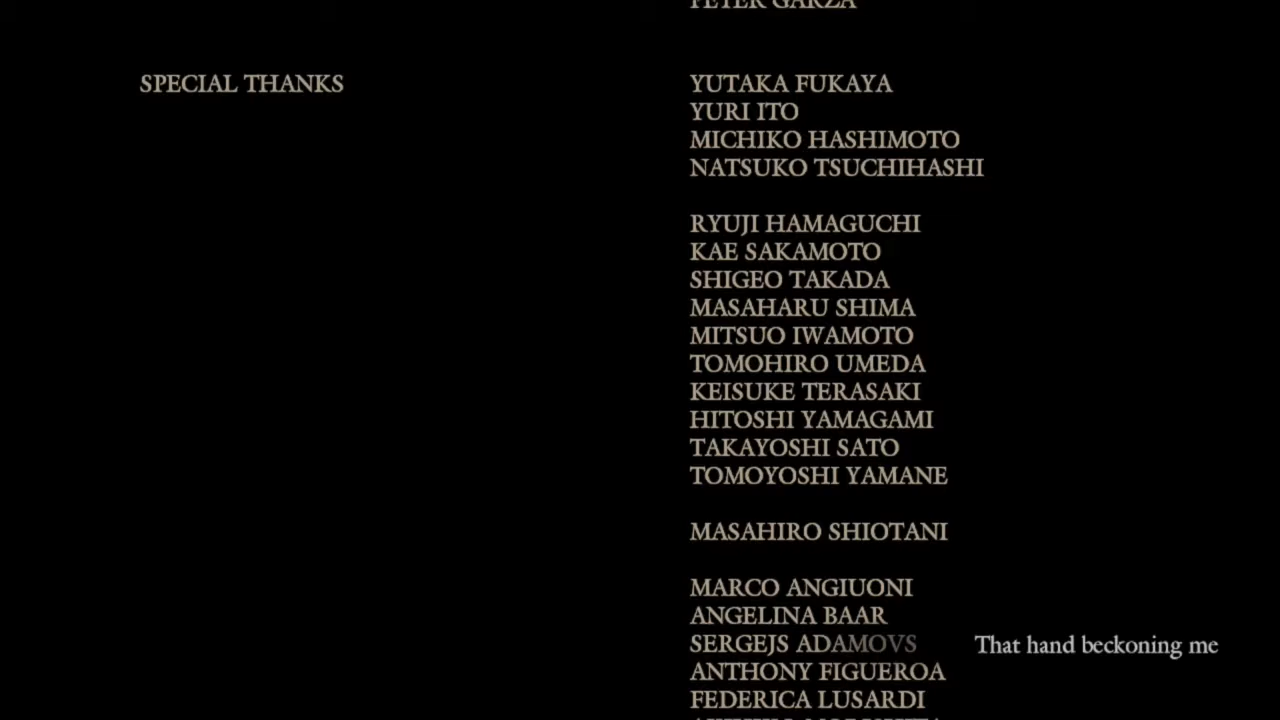 PETER GARZA
SPECIAL THANKS
YUTAKA FUKAYA
YURI ITO
MICHIKO HASHIMOTO
NATSUKO TSUCHIHASHI
RYUJI HAMAGUCHI
KAE SAKAMOTO
SHIGEO TAKADA
MASAHARU SHIMA
MITSUO IWAMOTO
TOMOHIRO UMEDA
KEISUKE TERASAKI
HITOSHI YAMAGAMI
TAKAYOSHI SATO
TOMOYOSHI YAMANE
MASAHIRO SHIOTANI
MARCO ANGIUONI
ANGELINA BAAR
SERGEJS ADAMOVS
That hand beckoning me
ANTHONY FIGUEROA
FEDERICA LUSARDI